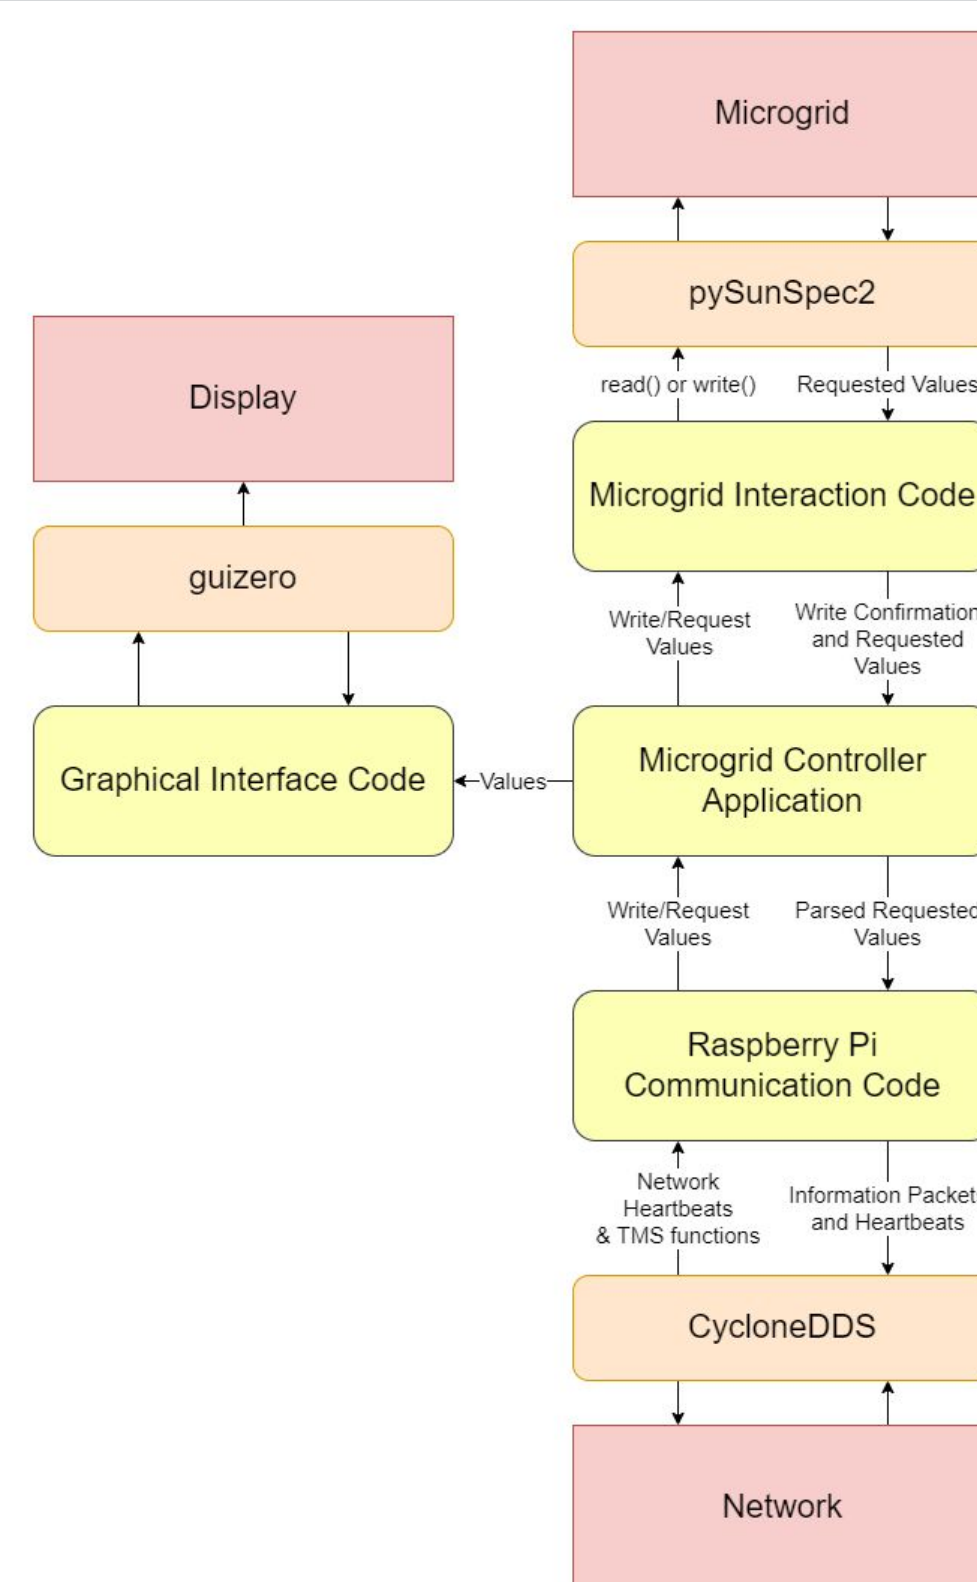 Microgrid
pySunSpec2
read() or write()
Requested Values
Display
Microgrid Interaction Code
guizero
Write/Request
Values
Write Confirmation
and Requested
Values
Graphical Interface Code
Values
Microgrid Controller
Application
Write/Request
Values
Parsed Requested
Values
Raspberry Pi
Communication Code
Network
Heartbeats
& TMS functions
Information Packet
and Heartbeats
CycloneDDS
Network